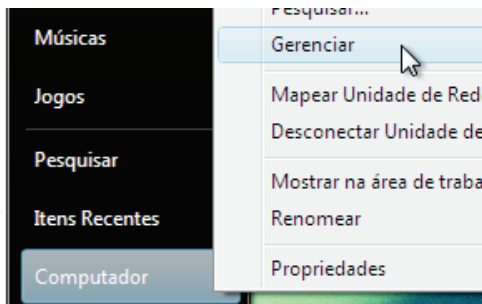 Músicas
Jogos
Pesquisar
Itens Recentes
Computador
Pesquisar...
Gerenciar
Mapear Unidade de Red
Desconectar Unidade de
Mostrar na área de traba
Renomear
Propriedades